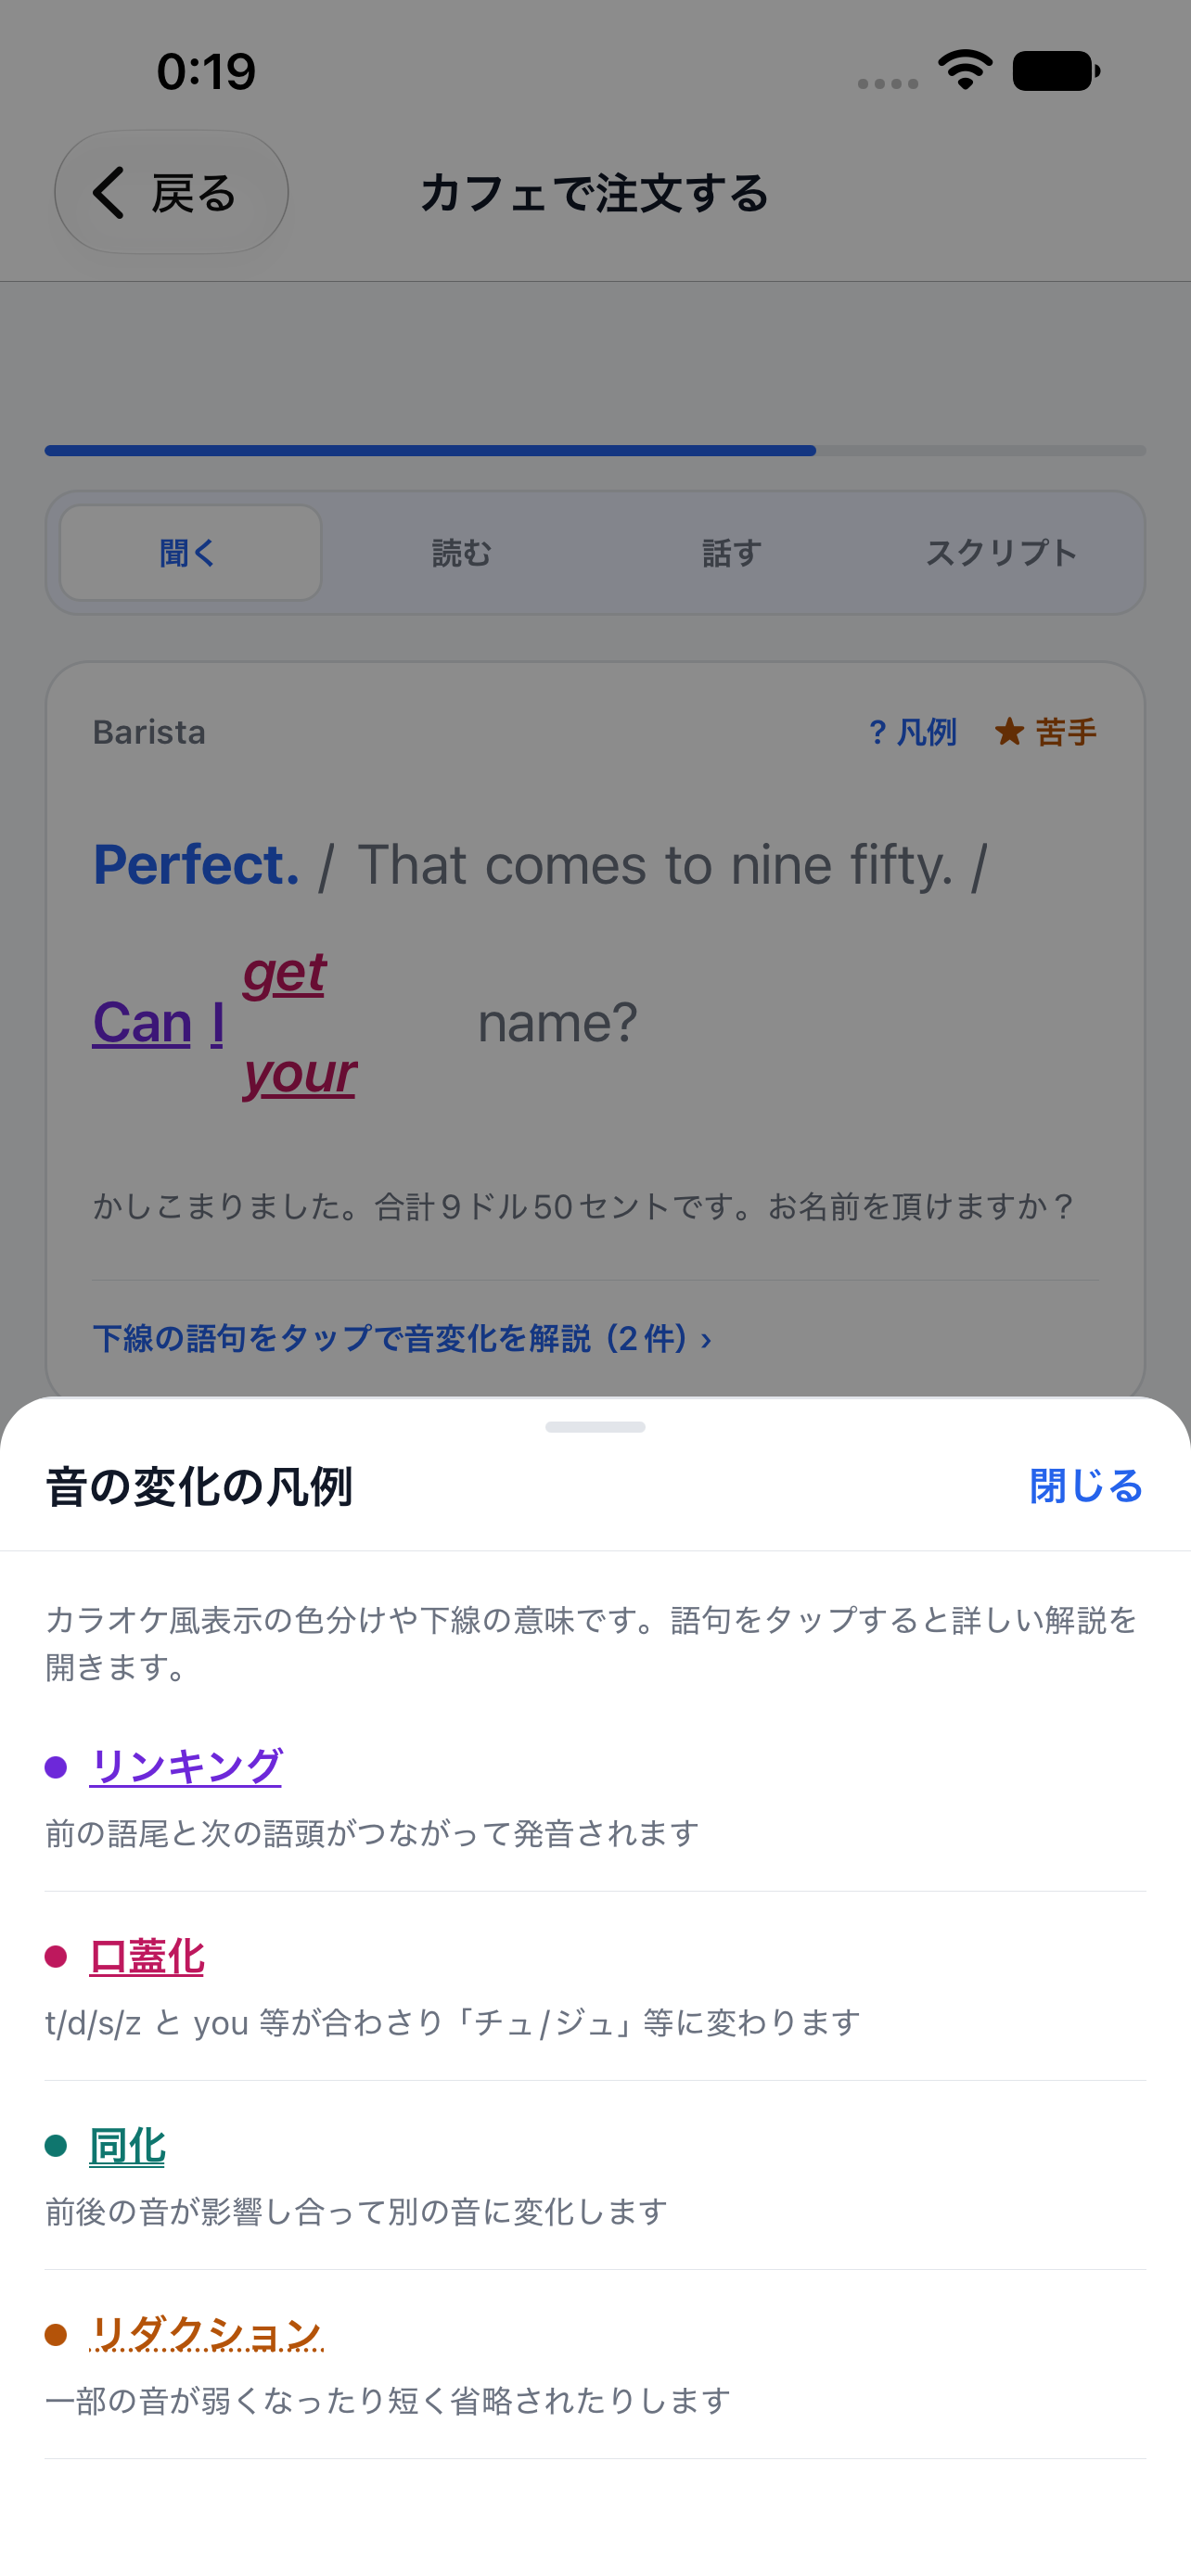 0:19
戻る
カフェで注文する
聞く 読む 話す スクリプト
Barista ? 凡例 ★ 苦手
Perfect. / That comes to nine fifty. /
Can I get your name?
かしこまりました。合計9ドル50セントです。お名前を頂けますか？
下線の語句をタップで音変化を解説（2件）›
音の変化の凡例 閉じる
カラオケ風表示の色分けや下線の意味です。語句をタップすると詳しい解説を
開きます。
リンキング
前の語尾と次の語頭がつながって発音されます
口蓋化
t/d/s/z と you 等が合わさり「チュ/ジュ」等に変わります
同化
前後の音が影響し合って別の音に変化します
リダクション
一部の音が弱くなったり短く省略されたりします